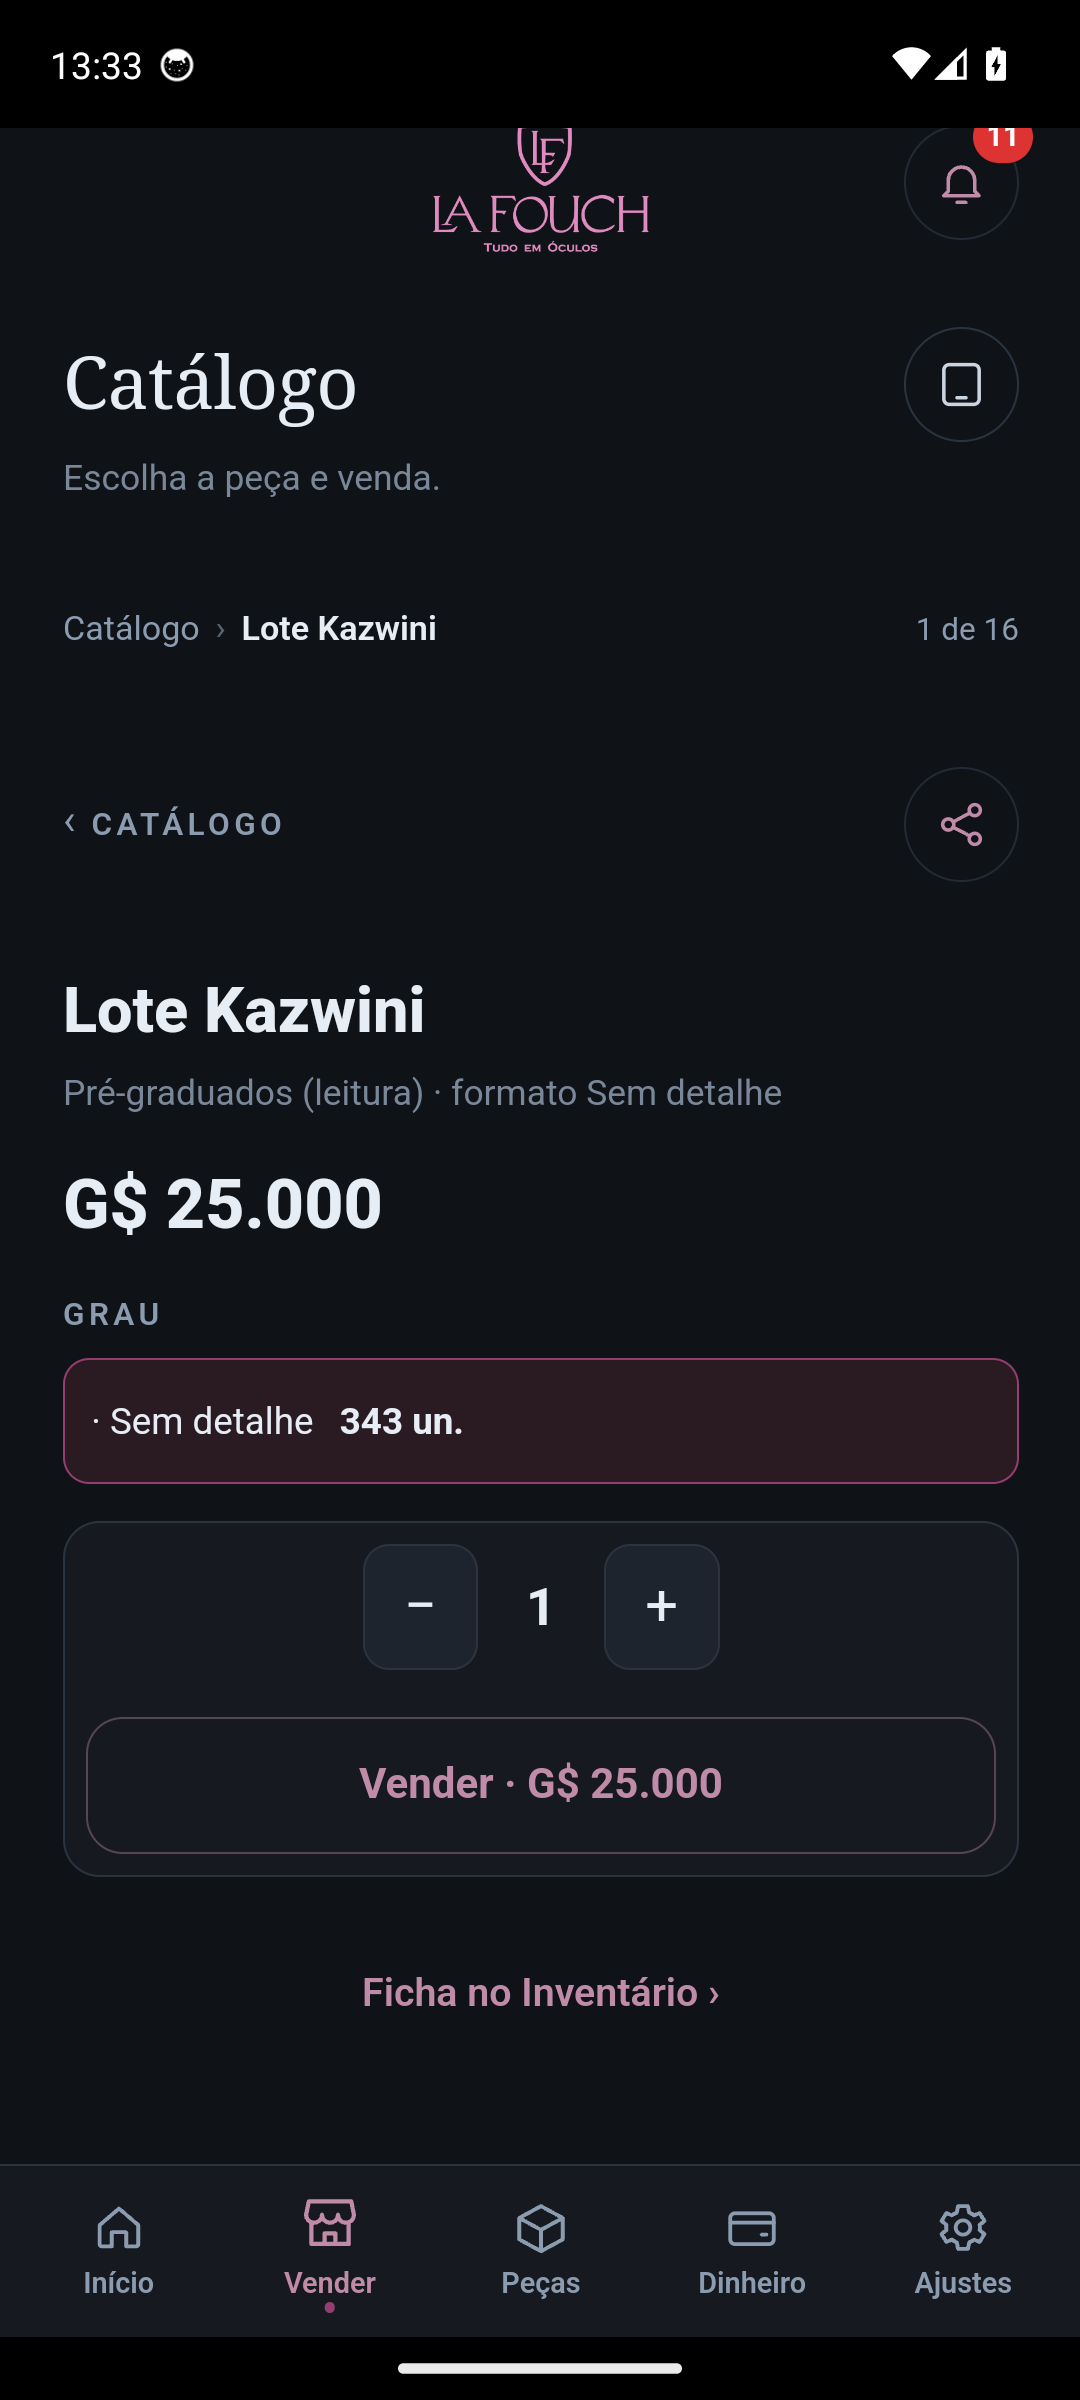 13:33
11
LF
LA FOUCH
TUDO EM ÓCULOS
Catálogo
Escolha a peça e venda.
Catálogo › Lote Kazwini
1 de 16
‹ CATÁLOGO
Lote Kazwini
Pré-graduados (leitura) · formato Sem detalhe
G$ 25.000
GRAU
· Sem detalhe 343 un.
− 1 +
Vender · G$ 25.000
Ficha no Inventário ›
Início
Vender
Peças
Dinheiro
Ajustes